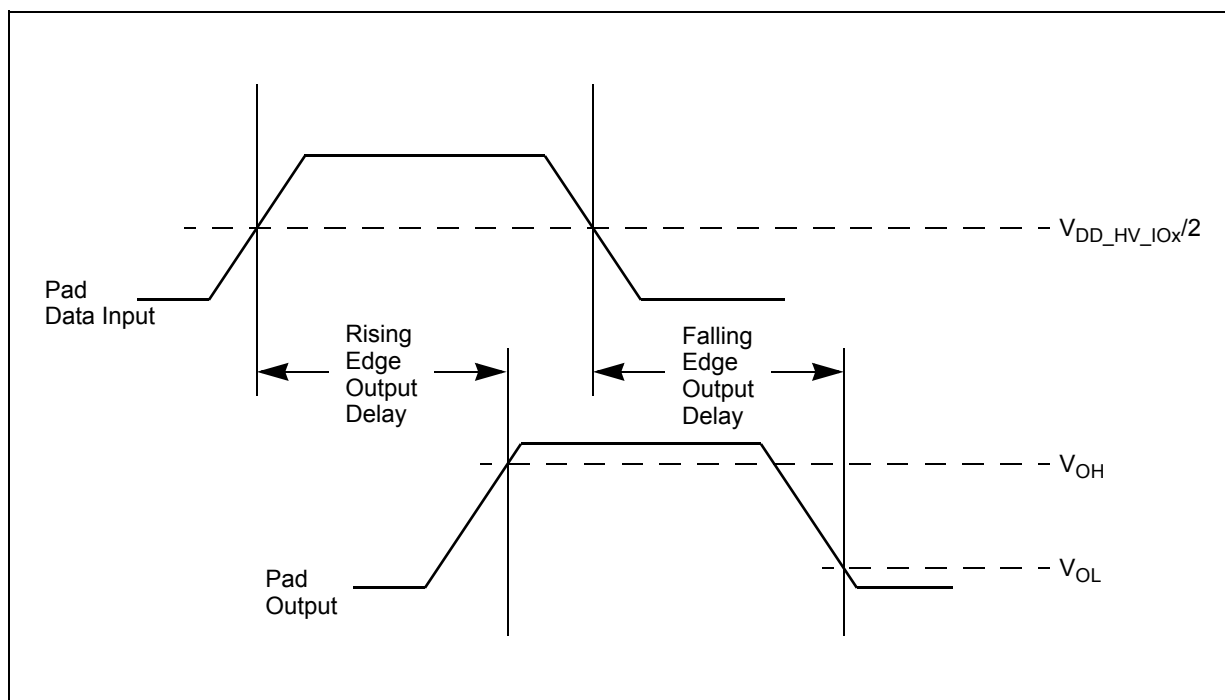 V_DD_HV_IOx/2
Pad
Data Input
Rising
Edge
Output
Delay
Falling
Edge
Output
Delay
V_OH
Pad
Output
V_OL